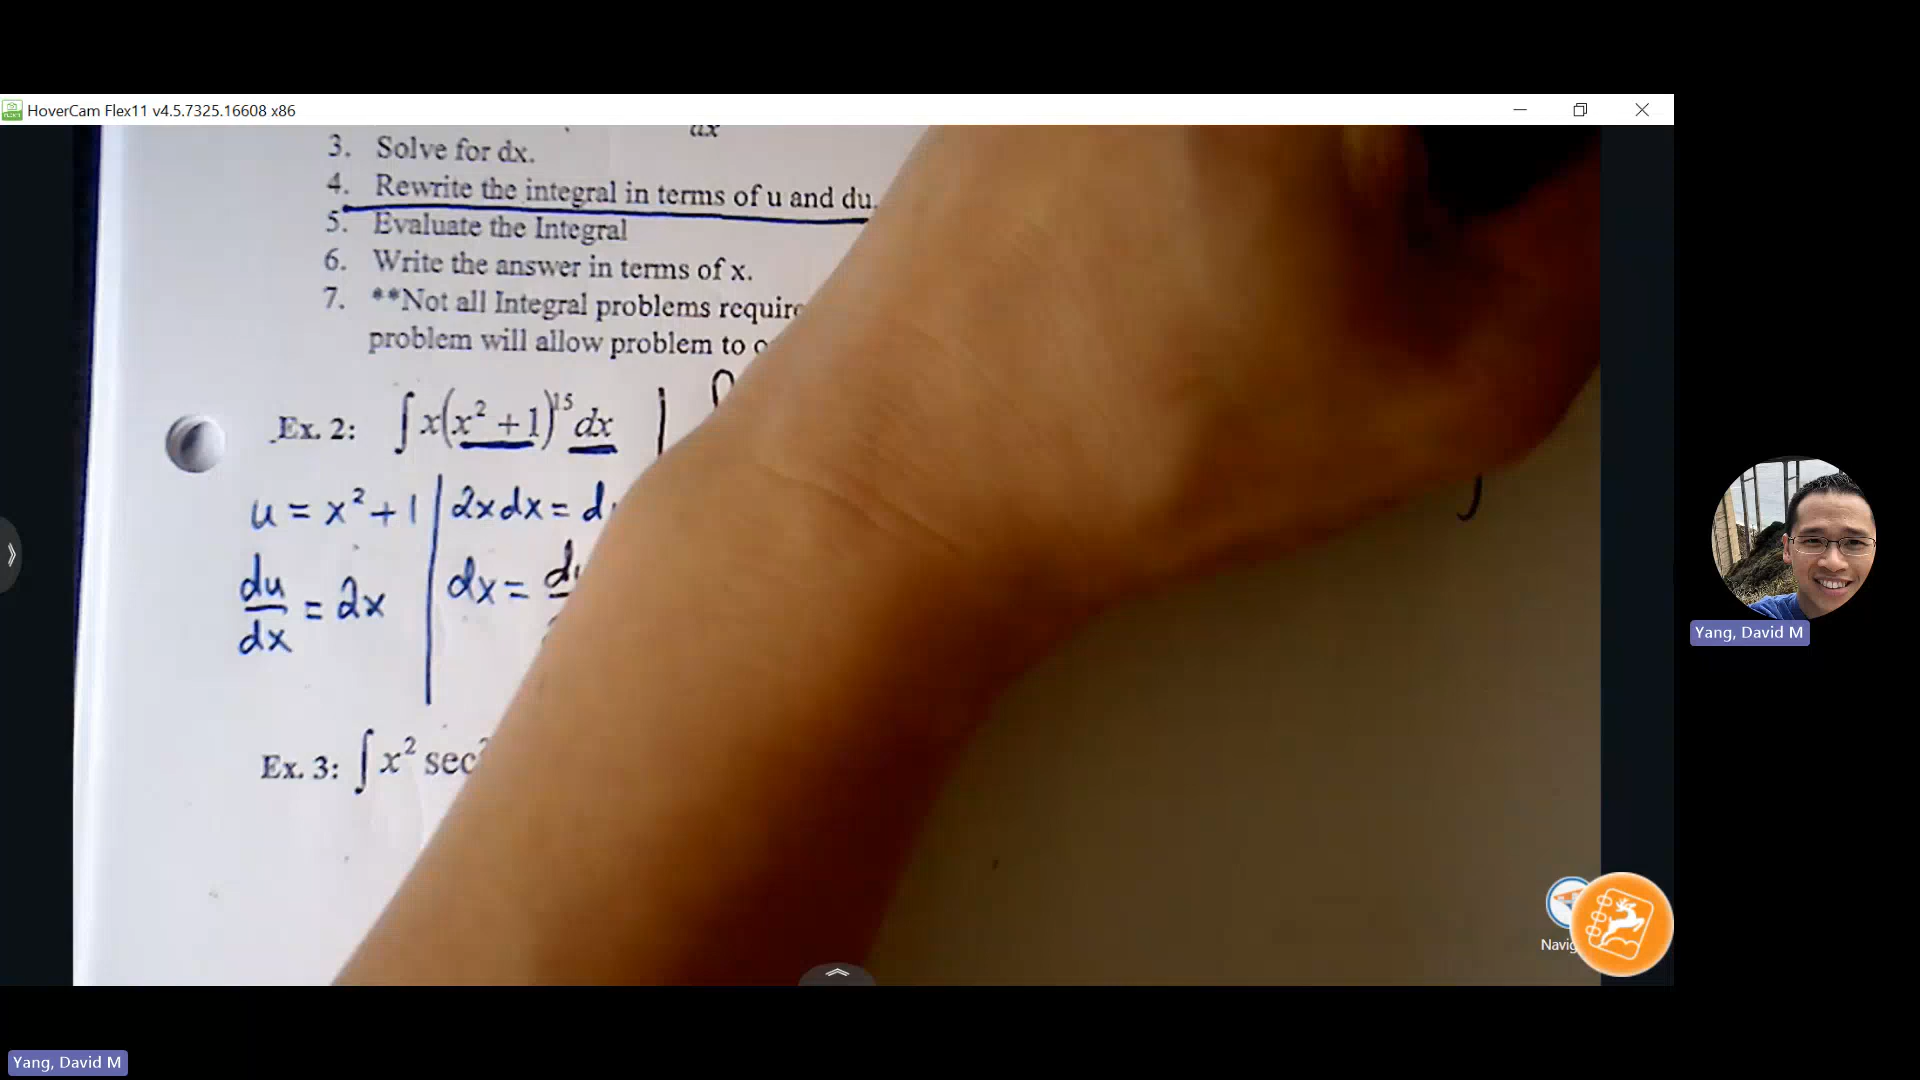 HoverCam Flex11 v4.5.7325.16608 x86
dx
3. Solve for dx.
4. Rewrite the integral in terms of u and du.
5. Evaluate the Integral
6. Write the answer in terms of x.
7. **Not all Integral problems
problem will allow problem to
Ex. 2: ∫x(x² + 1)¹⁵ dx
u = x² + 1 | 2xdx =
du/dx = 2x | dx =
Ex. 3: ∫x² sec
Yang, David M
Yang, David M